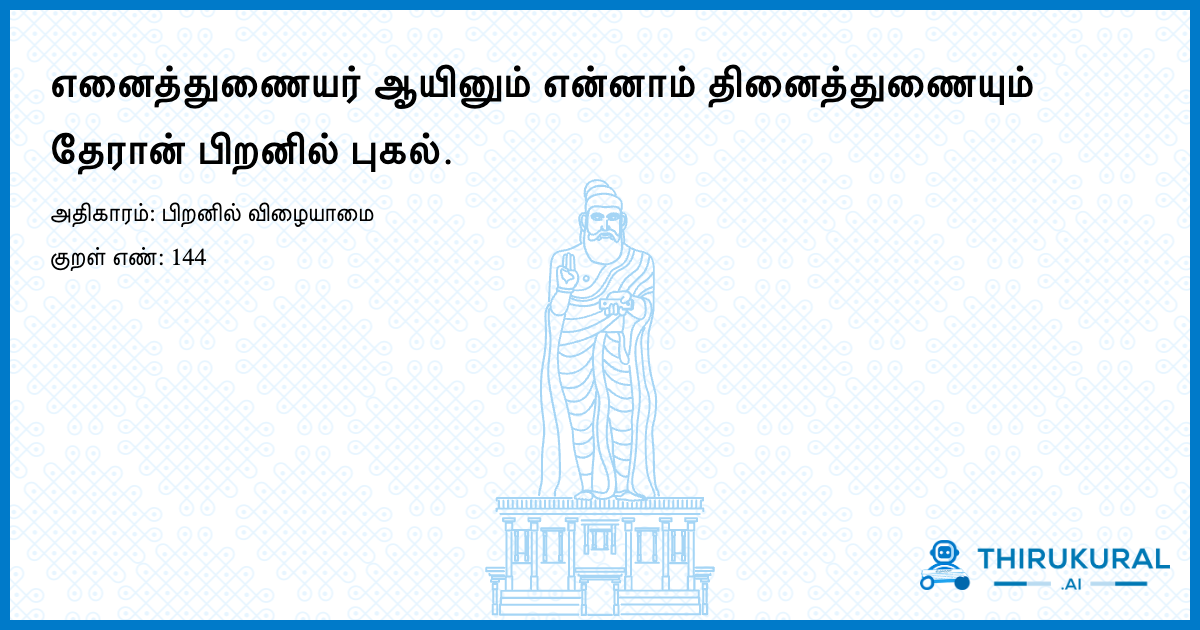 எனைத்துணையர் ஆயினும் என்னாம் தினைத்துணையும்
தேரான் பிறனில் புகல்.
அதிகாரம்: பிறனில் விழையாமை
குறள் எண்: 144
THIRUKURAL
.AI